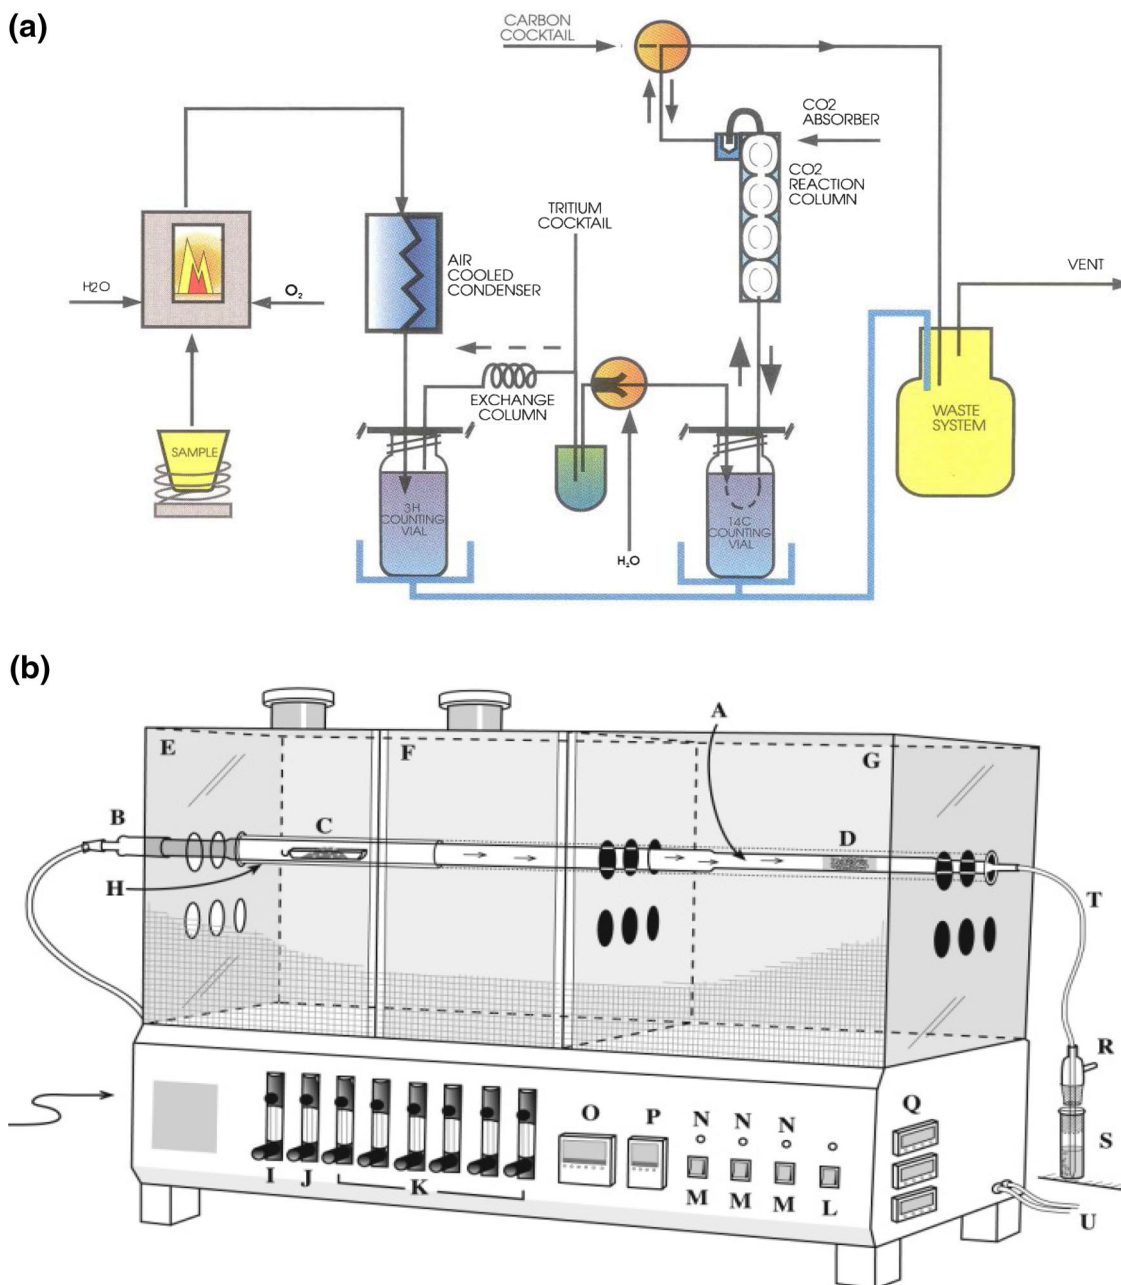 (a)
CARBON
COCKTAIL
CO2
ABSORBER
CO2
REACTION
COLUMN
TRITIUM
COCKTAIL
AIR
COOLED
CONDENSER
VENT
H2O
O₂
EXCHANGE
COLUMN
WASTE
SYSTEM
SAMPLE
3H
COUNTING
VIAL
14C
COUNTING
VIAL
H₂O
(b)
A
E
F
G
B
C
D
H
T
R
O
P
N
N
N
Q
S
I
J
K
M
M
M
L
U